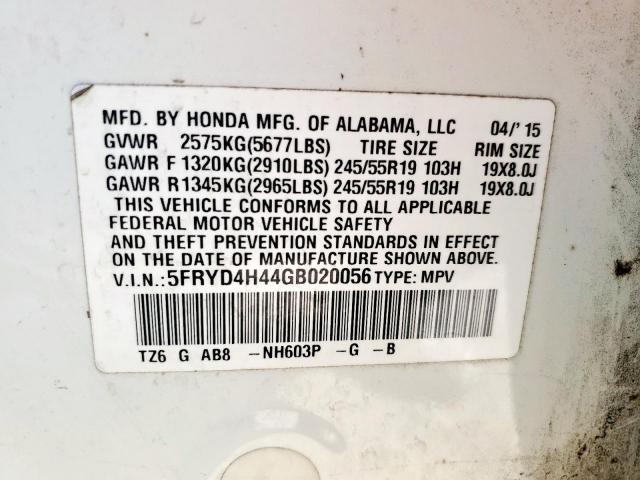 MFD. BY HONDA MFG. OF ALABAMA, LLC 04/'15
GVWR 2575KG(5677LBS) TIRE SIZE RIM SIZE
GAWR F 1320KG(2910LBS) 245/55R19 103H 19X8.0J
GAWR R 1345KG(2965LBS) 245/55R19 103H 19X8.0J
THIS VEHICLE CONFORMS TO ALL APPLICABLE
FEDERAL MOTOR VEHICLE SAFETY
AND THEFT PREVENTION STANDARDS IN EFFECT
ON THE DATE OF MANUFACTURE SHOWN ABOVE.
V.I.N.: 5FRYD4H44GB020056 TYPE: MPV
TZ6 G AB8 -NH603P -G -B